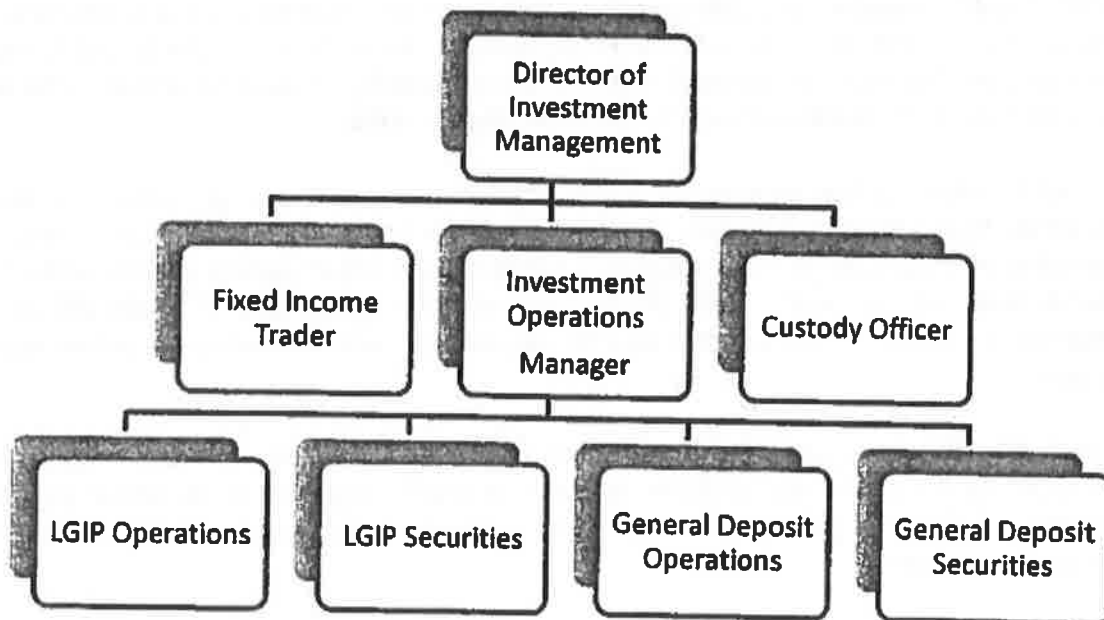 Director of
Investment
Management
Fixed Income
Trader
Investment
Operations
Manager
Custody Officer
LGIP Operations
LGIP Securities
General Deposit
Operations
General Deposit
Securities